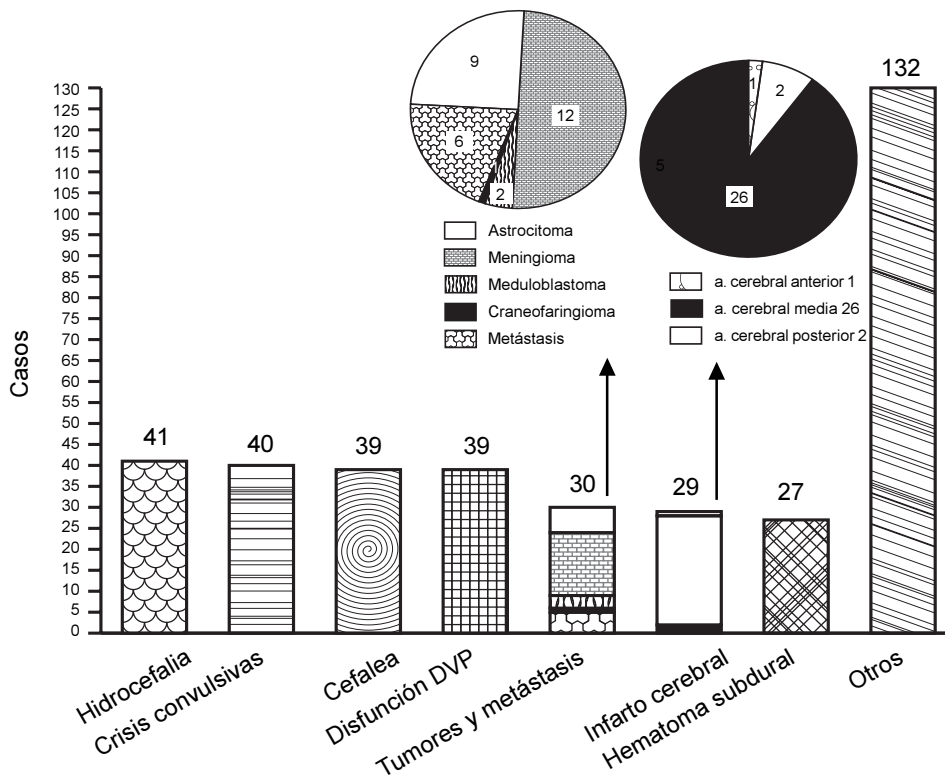 9
12
6
2
Astrocitoma
Meningioma
Meduloblastoma
Craneofaringioma
Metástasis
1
2
5
26
a. cerebral anterior 1
a. cerebral media 26
a. cerebral posterior 2
Casos
130
125
120
115
110
105
100
95
90
85
80
75
70
65
60
55
50
45
40
35
30
25
20
15
10
5
0
41
40
39
39
30
29
27
132
Hidrocefalia
Crisis convulsivas
Cefalea
Disfunción DVP
Tumores y metástasis
Infarto cerebral
Hematoma subdural
Otros